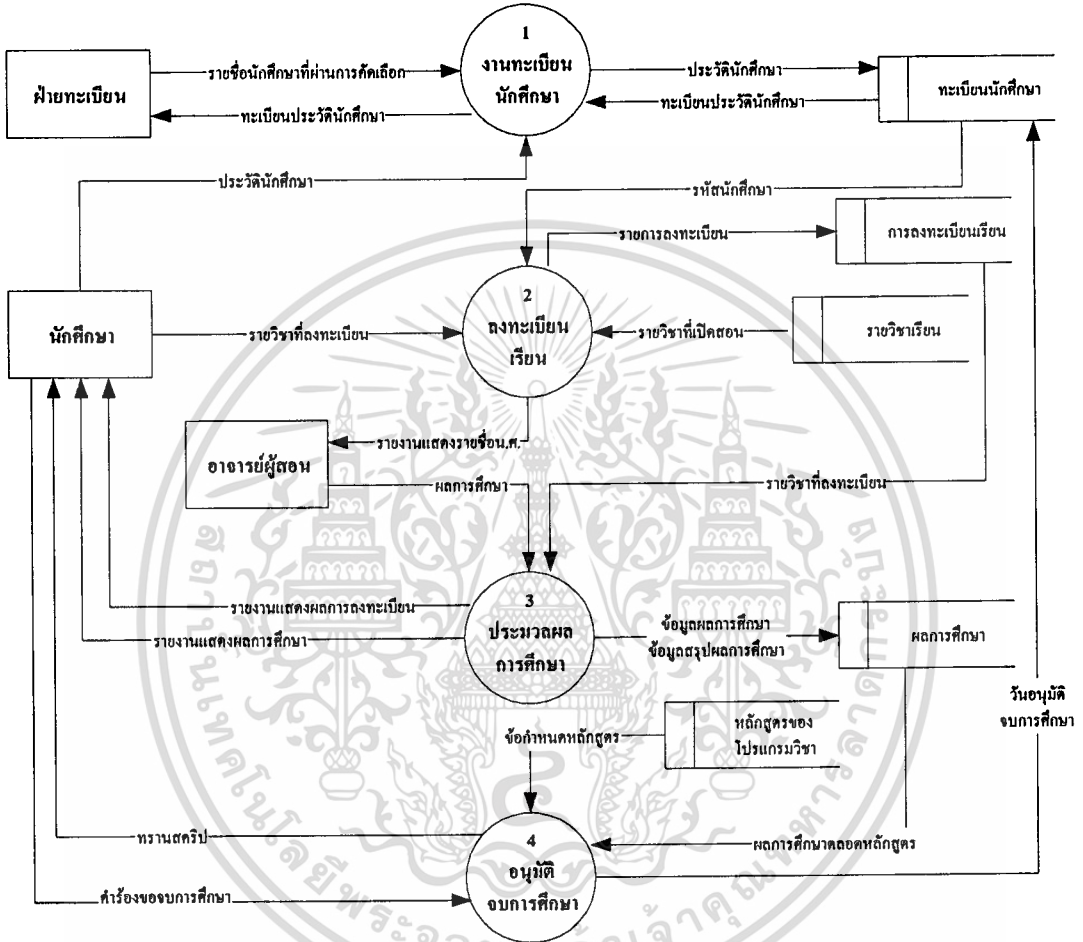 1
งานทะเบียน
นักศึกษา
ฝ่ายทะเบียน
รายชื่อนักศึกษาที่ผ่านการคัดเลือก
ทะเบียนประวัตินักศึกษา
ประวัตินักศึกษา
ทะเบียนประวัตินักศึกษา
ทะเบียนนักศึกษา
ประวัตินักศึกษา
รหัสนักศึกษา
รายการลงทะเบียน
การลงทะเบียนเรียน
2
ลงทะเบียน
เรียน
นักศึกษา
รายวิชาที่ลงทะเบียน
รายวิชาที่เปิดสอน
รายวิชาเรียน
อาจารย์ผู้สอน
รายงานแสดงรายชื่อน.ศ.
ผลการศึกษา
รายวิชาที่ลงทะเบียน
3
ประมวลผล
การศึกษา
รายงานแสดงผลการลงทะเบียน
รายงานแสดงผลการศึกษา
ข้อมูลผลการศึกษา
ข้อมูลสรุปผลการศึกษา
ผลการศึกษา
วันอนุมัติ
จบการศึกษา
ข้อกำหนดหลักสูตร
หลักสูตรของ
โปรแกรมวิชา
4
อนุมัติ
จบการศึกษา
ทรานสคริป
ผลการศึกษาตลอดหลักสูตร
คำร้องขอจบการศึกษา